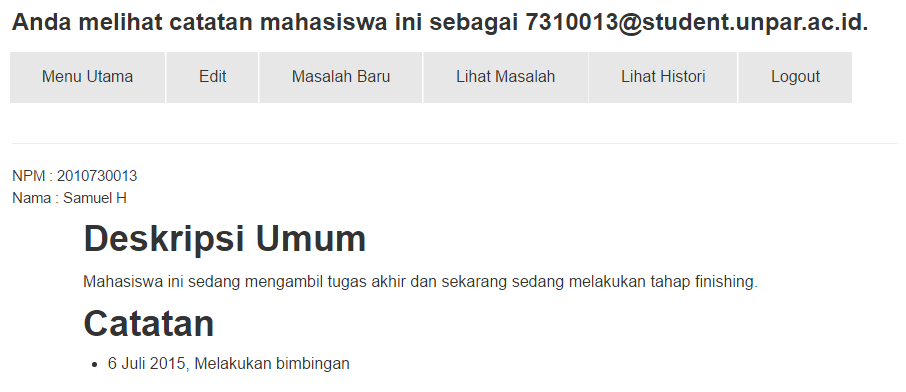 Anda melihat catatan mahasiswa ini sebagai 7310013@student.unpar.ac.id.
Menu Utama Edit Masalah Baru Lihat Masalah Lihat Histori Logout
NPM : 2010730013
Nama : Samuel H
Deskripsi Umum
Mahasiswa ini sedang mengambil tugas akhir dan sekarang sedang melakukan tahap finishing.
Catatan
• 6 Juli 2015, Melakukan bimbingan